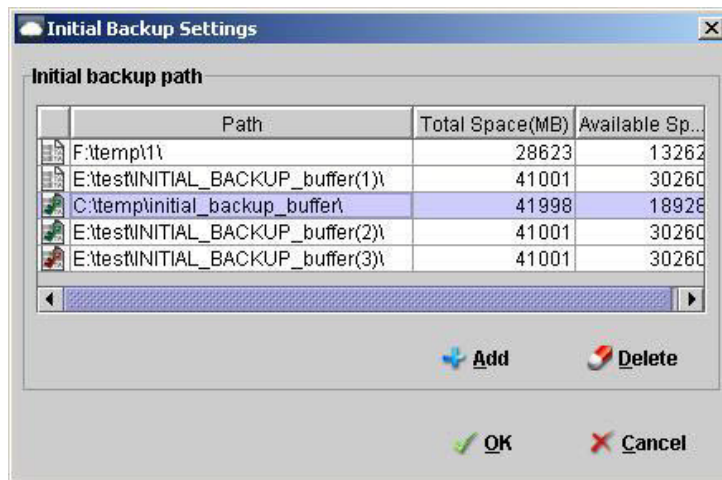 Initial Backup Settings
Initial backup path
Path Total Space(MB) Available Sp...
F:\temp\1\ 28623 13262
E:\test\INITIAL_BACKUP_buffer(1)\ 41001 30260
C:\temp\initial_backup_buffer\ 41998 18928
E:\test\INITIAL_BACKUP_buffer(2)\ 41001 30260
E:\test\INITIAL_BACKUP_buffer(3)\ 41001 30260
Add Delete
OK Cancel